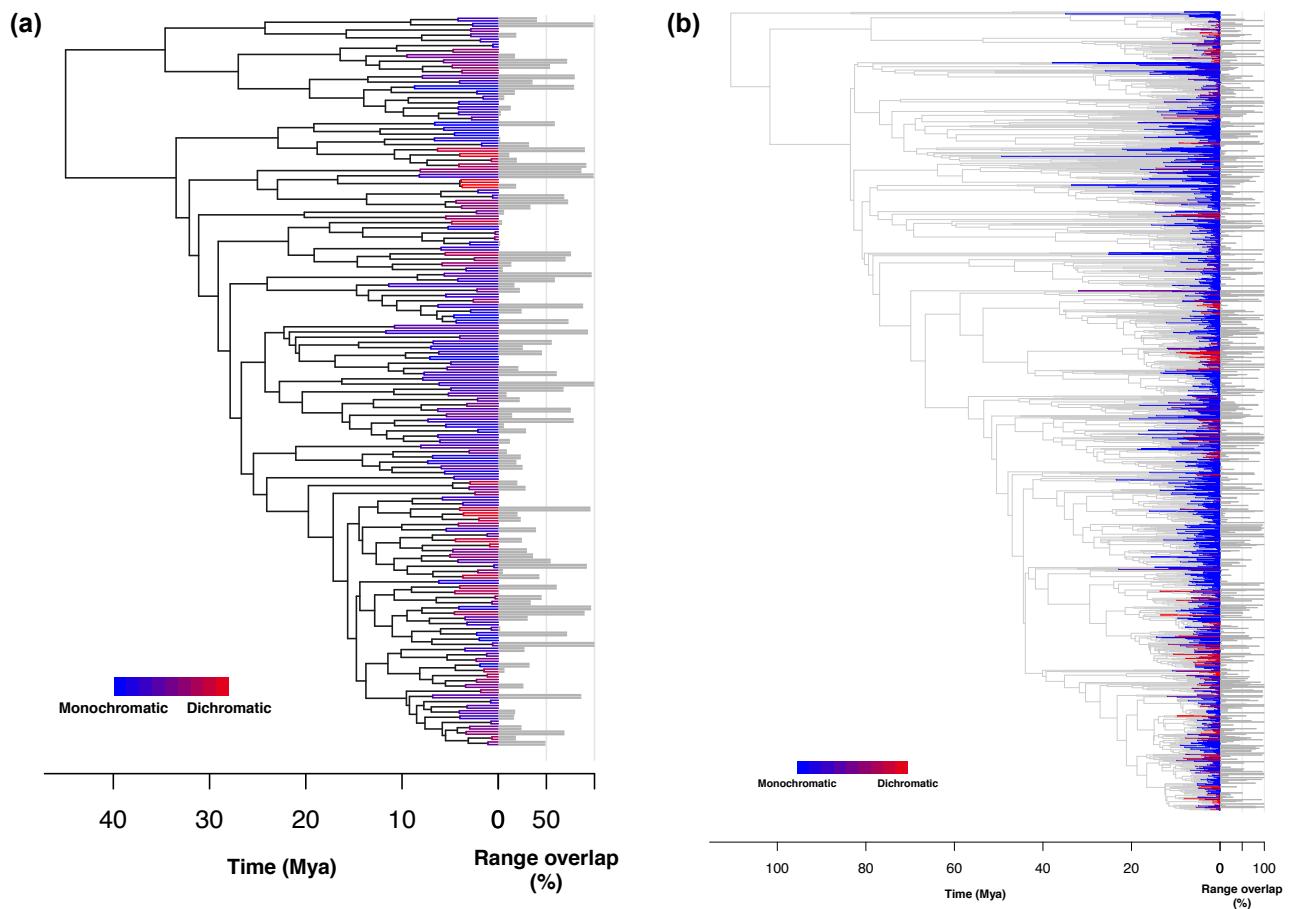 (a)
Monochromatic Dichromatic
40 30 20 10 0 50
Time (Mya)
Range overlap
(%)
(b)
Monochromatic Dichromatic
100 80 60 40 20 0 100
Time (Mya)
Range overlap
(%)